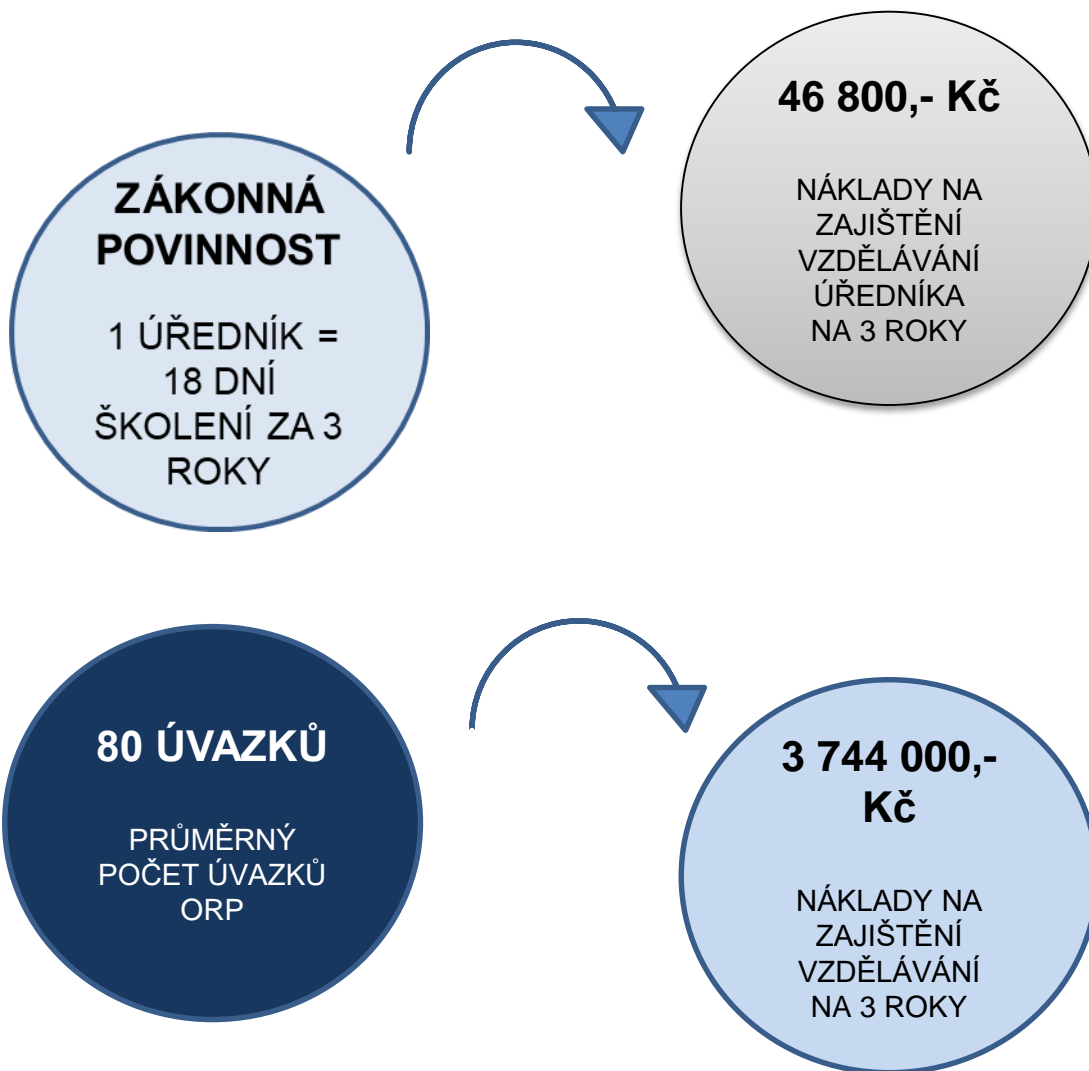 ZÁKONNÁ
POVINNOST
1 ÚŘEDNÍK =
18 DNÍ
ŠKOLENÍ ZA 3
ROKY
46 800,- Kč
NÁKLADY NA
ZAJIŠTĚNÍ
VZDĚLÁVÁNÍ
ÚŘEDNÍKA
NA 3 ROKY
80 ÚVAZKŮ
PRŮMĚRNÝ
POČET ÚVAZKŮ
ORP
3 744 000,-
Kč
NÁKLADY NA
ZAJIŠTĚNÍ
VZDĚLÁVÁNÍ
NA 3 ROKY